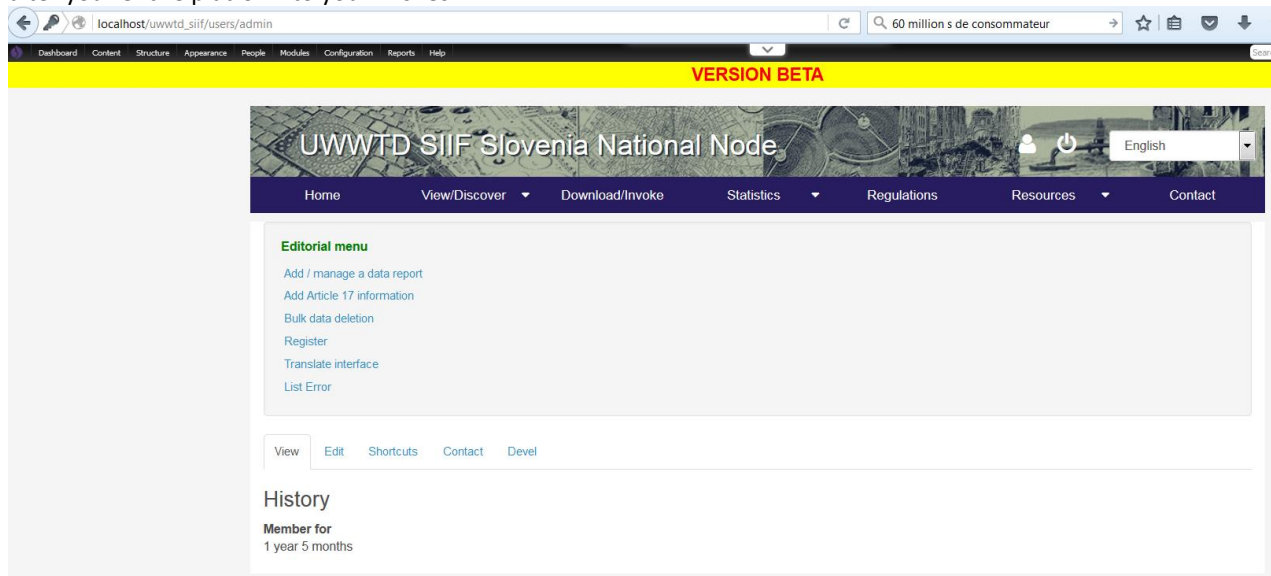 localhost/uwwtd_siif/users/admin 60 million s de consommateur
Dashboard Content Structure Appearance People Modules Configuration Reports Help
VERSION BETA
UWWTD SIIF Slovenia National Node English
Home View/Discover Download/Invoke Statistics Regulations Resources Contact
Editorial menu
Add / manage a data report
Add Article 17 information
Bulk data deletion
Register
Translate interface
List Error
View Edit Shortcuts Contact Devel
History
Member for
1 year 5 months